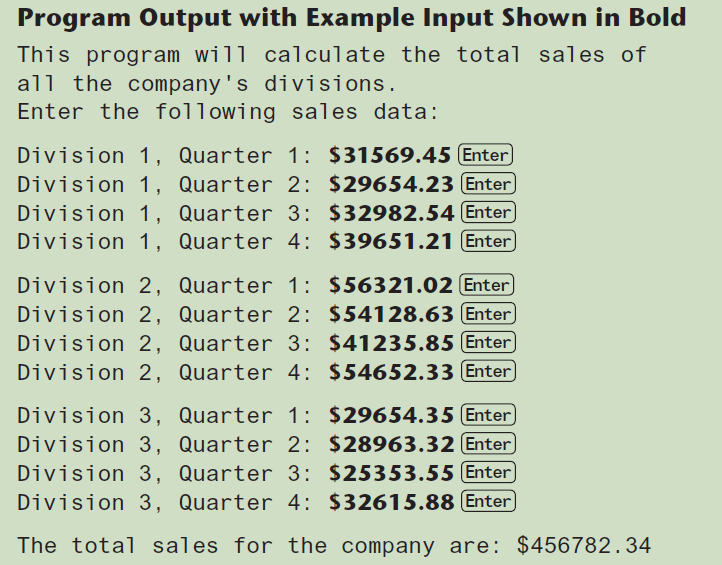 Program Output with Example Input Shown in Bold
This program will calculate the total sales of
all the company's divisions.
Enter the following sales data:
Division 1, Quarter 1: $31569.45 Enter
Division 1, Quarter 2: $29654.23 Enter
Division 1, Quarter 3: $32982.54 Enter
Division 1, Quarter 4: $39651.21 Enter
Division 2, Quarter 1: $56321.02 Enter
Division 2, Quarter 2: $54128.63 Enter
Division 2, Quarter 3: $41235.85 Enter
Division 2, Quarter 4: $54652.33 Enter
Division 3, Quarter 1: $29654.35 Enter
Division 3, Quarter 2: $28963.32 Enter
Division 3, Quarter 3: $25353.55 Enter
Division 3, Quarter 4: $32615.88 Enter
The total sales for the company are: $456782.34